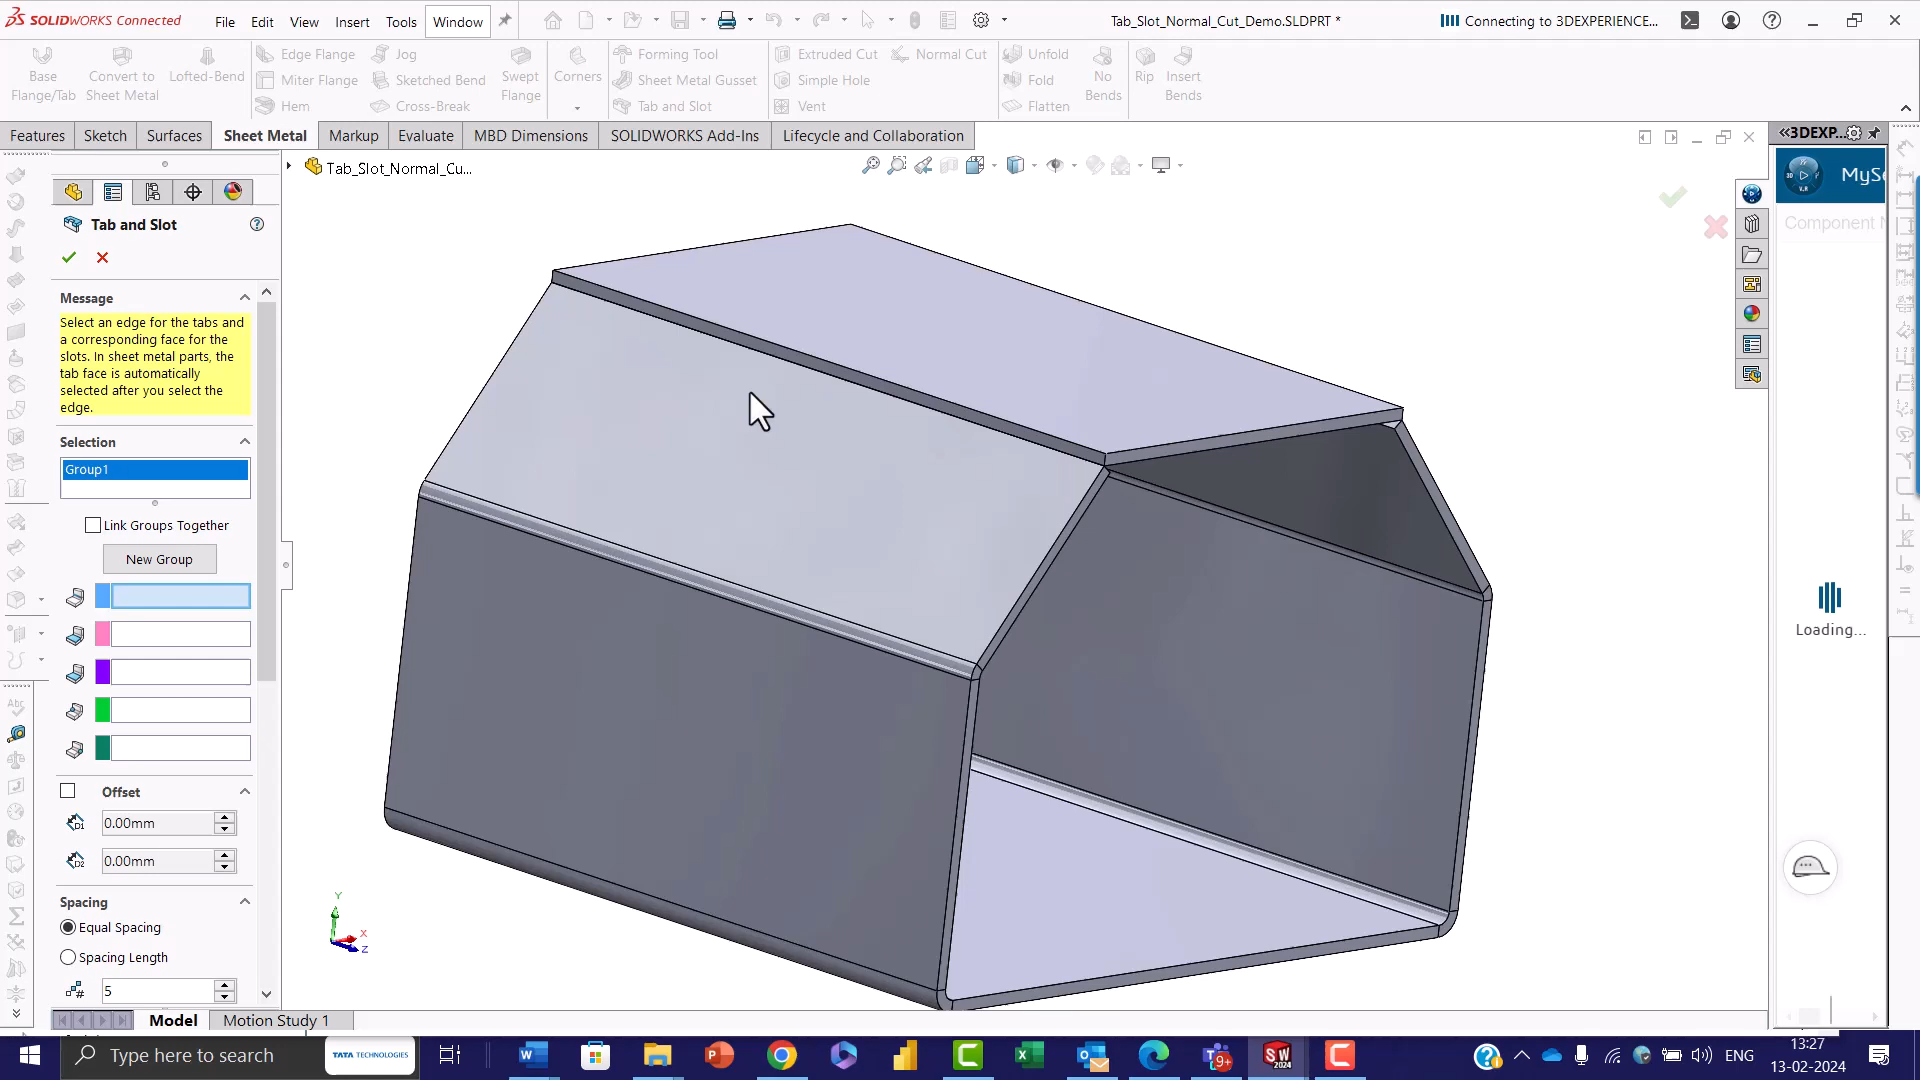 SOLIDWORKS Connected
File Edit View Insert Tools Window
Tab_Slot_Normal_Cut_Demo.SLDPRT *
Connecting to 3DEXPERIENCE...
Base Flange/Tab
Convert to Sheet Metal
Lofted-Bend
Edge Flange
Miter Flange
Hem
Jog
Sketched Bend
Cross-Break
Swept Flange
Corners
Forming Tool
Sheet Metal Gusset
Tab and Slot
Extruded Cut
Simple Hole
Vent
Normal Cut
Unfold
Fold
Flatten
No Bends
Rip
Insert Bends
Features Sketch Surfaces Sheet Metal Markup Evaluate MBD Dimensions SOLIDWORKS Add-Ins Lifecycle and Collaboration
«3DEXP...
Tab_Slot_Normal_Cu...
Tab and Slot
Message
Select an edge for the tabs and
a corresponding face for the
slots. In sheet metal parts, the
tab face is automatically
selected after you select the
edge.
Selection
Group1
Link Groups Together
New Group
Offset
0.00mm
0.00mm
Spacing
Equal Spacing
Spacing Length
5
Y
X
Z
MySe
Component N
Loading...
Model Motion Study 1
Type here to search
TATA TECHNOLOGIES
9+
SW
2024
ENG
13:27
13-02-2024